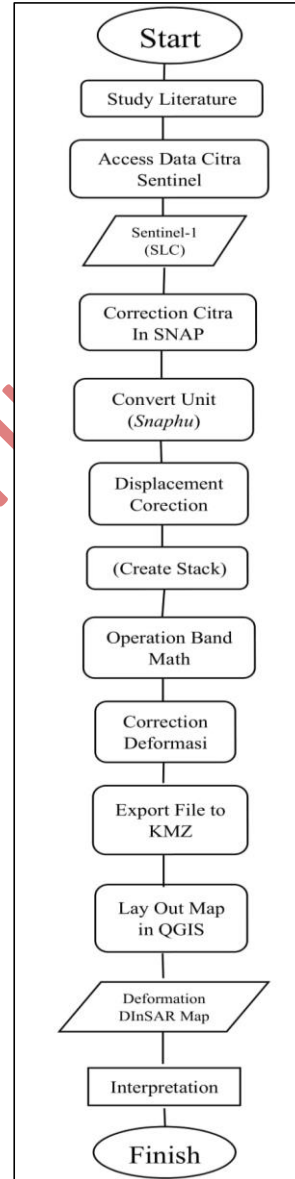 Start
Study Literature
Access Data Citra
Sentinel
Sentinel-1
(SLC)
Correction Citra
In SNAP
Convert Unit
(Snaphu)
Displacement
Corection
(Create Stack)
Operation Band
Math
Correction
Deformasi
Export File to
KMZ
Lay Out Map
in QGIS
Deformation
DInSAR Map
Interpretation
Finish